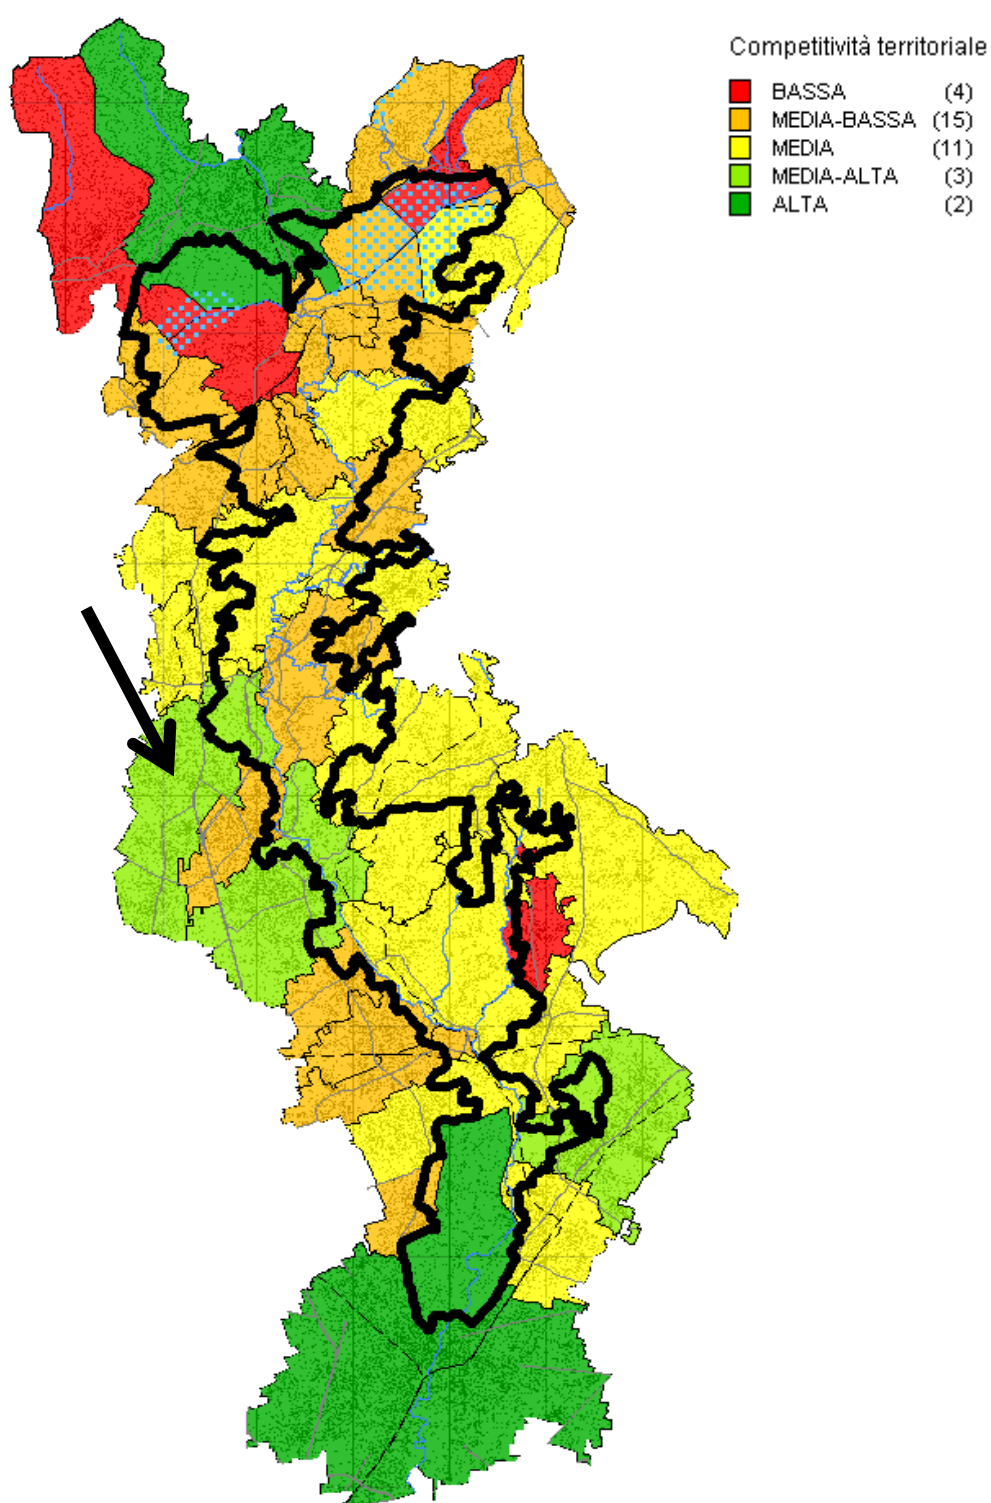 Competitività territoriale
BASSA (4)
MEDIA-BASSA (15)
MEDIA (11)
MEDIA-ALTA (3)
ALTA (2)